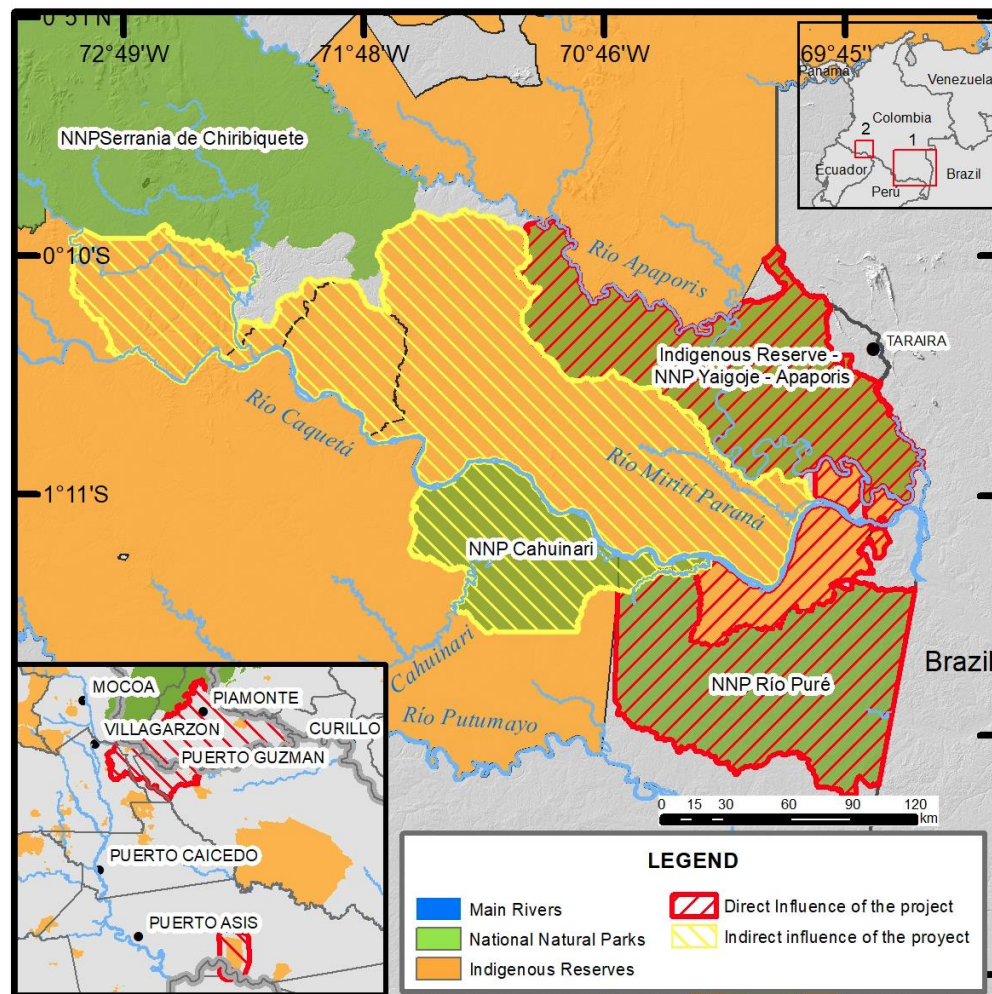 0°51'N
72°49'W
71°48'W
70°46'W
69°45'W
Panamá
Venezuela
Colombia
2
1
Ecuador
Brazil
Perú
NNPSerrania de Chiribiquete
0°10'S
Río Apaporis
TARAIRA
Indigenous Reserve -
NNP Yaigoje - Apaporis
Río Caquetá
Río Mirití Paraná
1°11'S
NNP Cahuinari
Cahuinari
Brazil
NNP Río Puré
Río Putumayo
MOCOA
PIAMONTE
VILLAGARZON
CURILLO
PUERTO GUZMAN
PUERTO CAICEDO
PUERTO ASIS
0 15 30 60 90 120
km
LEGEND
Main Rivers
National Natural Parks
Indigenous Reserves
Direct Influence of the project
Indirect influence of the proyect